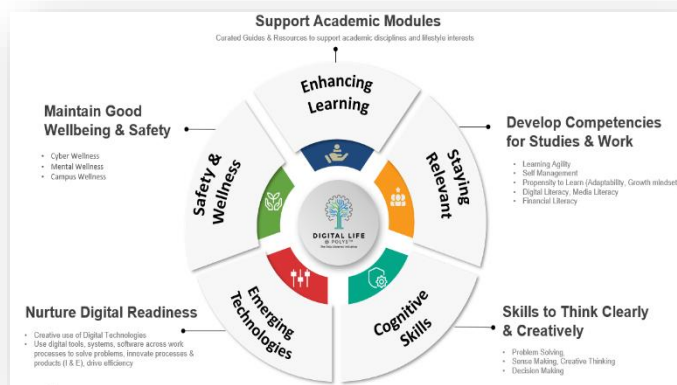 Support Academic Modules
Curated Guides & Resources to support academic disciplines and lifestyle interests
Enhancing
Learning
Maintain Good
Wellbeing & Safety
• Cyber Wellness
• Mental Wellness
• Campus Wellness
Safety &
Wellness
Develop Competencies
for Studies & Work
• Learning Agility
• Self Management
• Propensity to Learn (Adaptability, Growth mindset
• Digital Literacy, Media Literacy
• Financial Literacy
Staying
Relevant
DIGITAL LIFE
@ POLYS™
Nurture Digital Readiness
• Creative use of Digital Technologies
• Use digital tools, systems, software across work
processes to solve problems, innovate processes &
products (I & E), drive efficiency
Emerging
Technologies
Cognitive
Skills
Skills to Think Clearly
& Creatively
• Problem Solving,
• Sense Making, Creative Thinking
• Decision Making